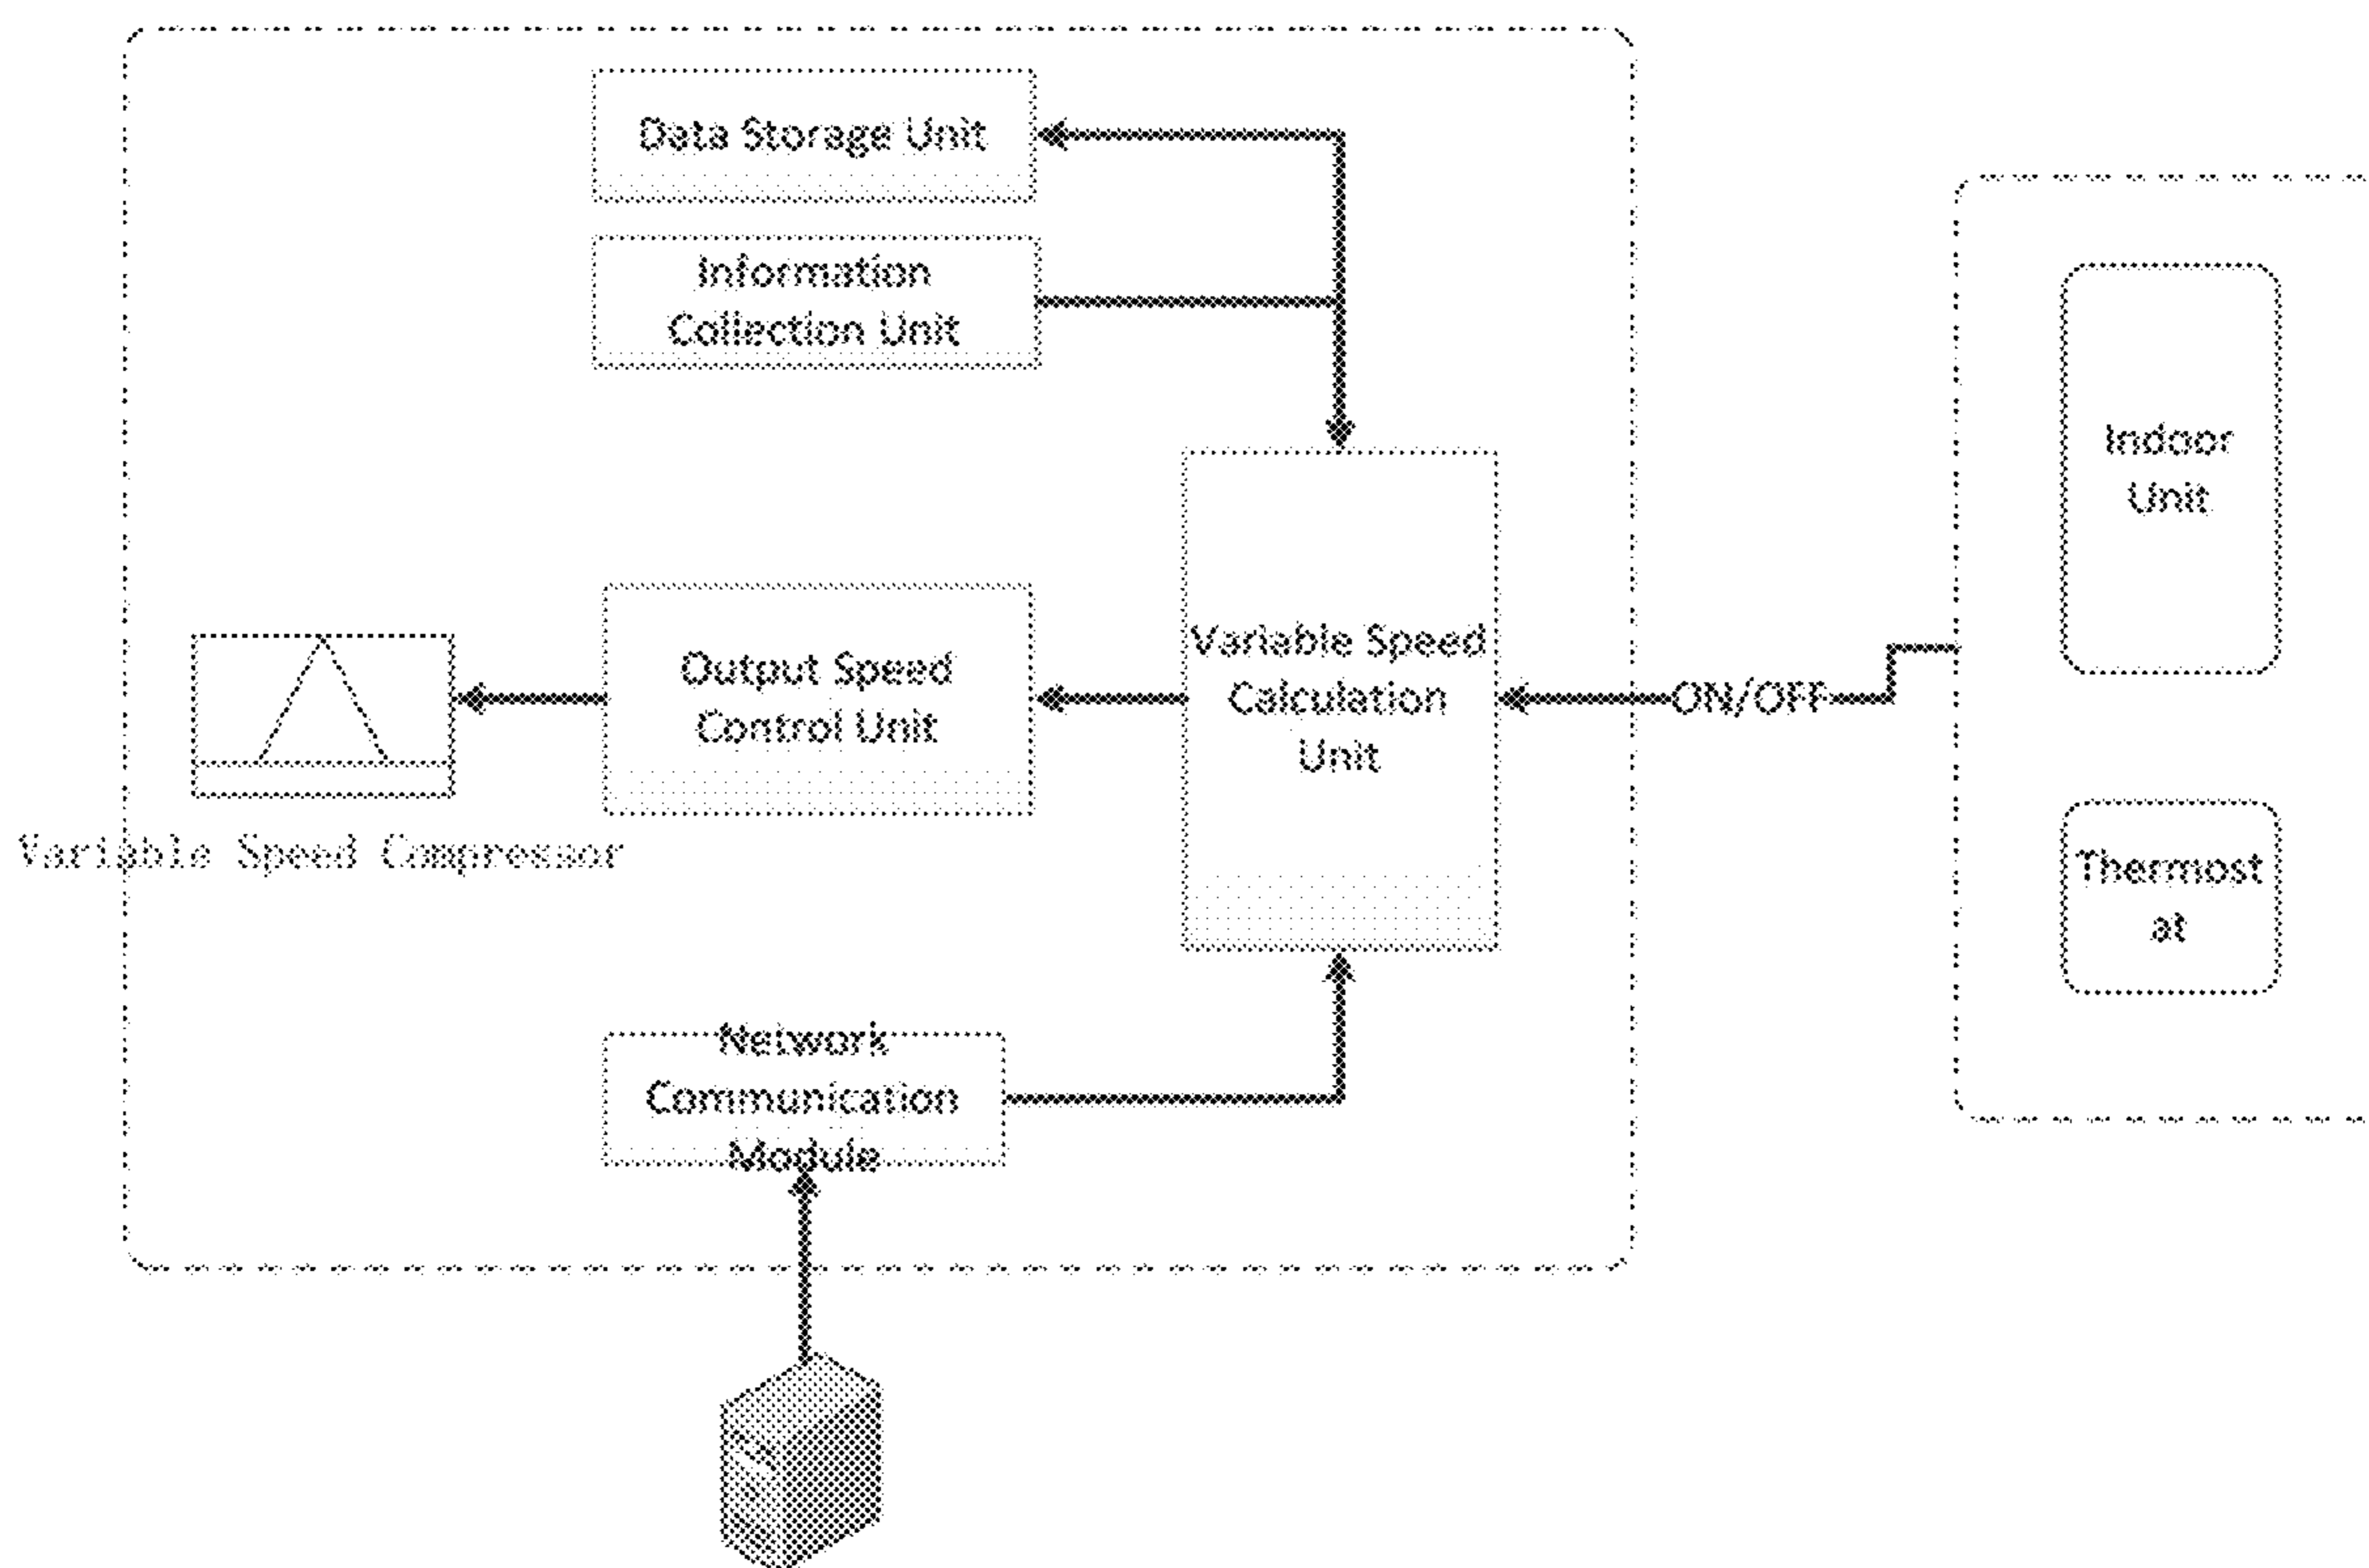 Data Storage Unit
Information
Collection Unit
Output Speed
Control Unit
Variable Speed
Calculation
Unit
ON/OFF
Indoor
Unit
Thermost
at
Variable Speed Compressor
Network
Communication
Module